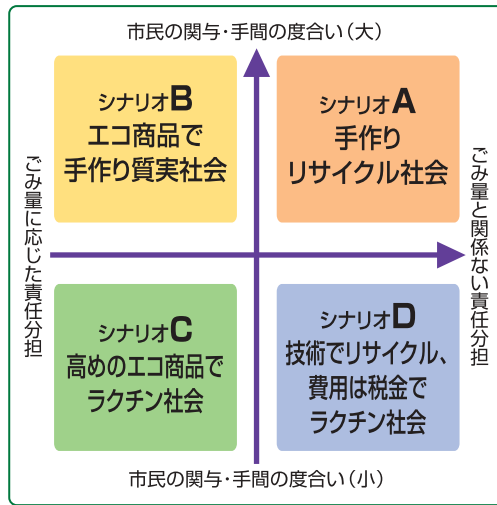 市民の関与・手間の度合い(大)
シナリオB
エコ商品で
手作り質実社会
シナリオA
手作り
リサイクル社会
ごみ量に応じた責任分担
ごみ量と関係ない責任分担
シナリオC
高めのエコ商品で
ラクチン社会
シナリオD
技術でリサイクル、
費用は税金で
ラクチン社会
市民の関与・手間の度合い(小)